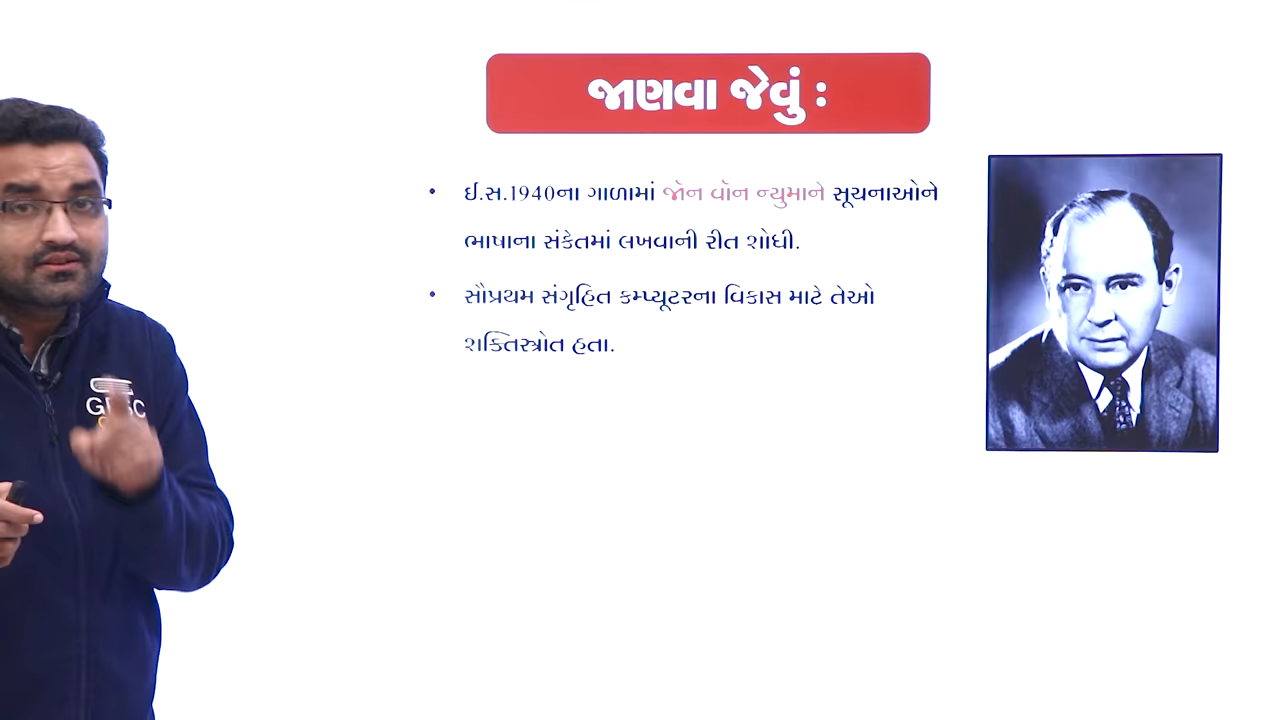 જાણવા જેવું :
• ઈ.સ.1940ના ગાળામાં જૉન વૉન ન્યુમાને સૂચનાઓને
ભાષાના સંકેતમાં લખવાની રીત શોધી.
• સૌપ્રથમ સંગૃહિત કમ્પ્યૂટરના વિકાસ માટે તેઓ
શક્તિસ્ત્રોત હતા.